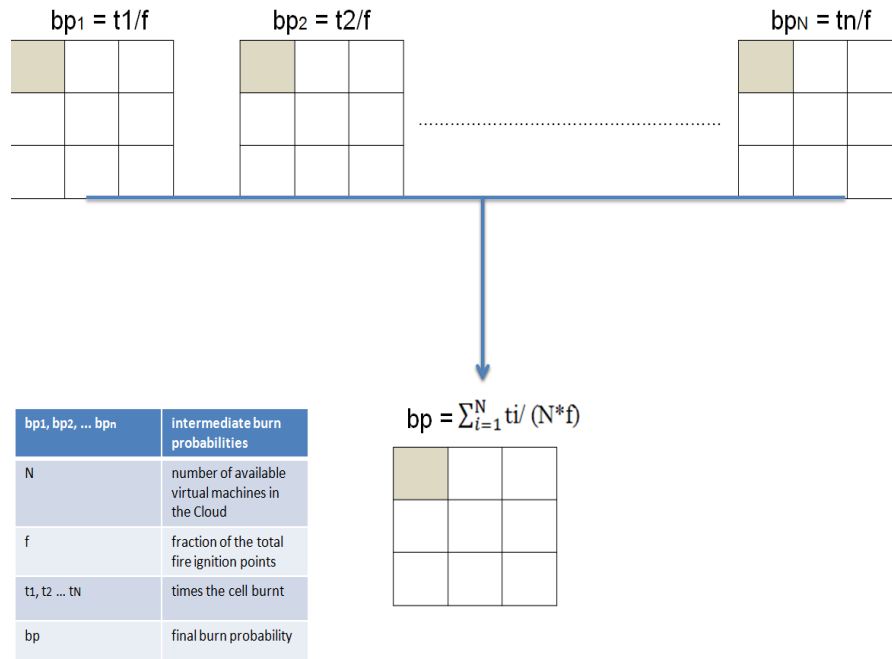 bp1 = t1/f
bp2 = t2/f
bpN = tn/f
........................................................
bp = ∑ᴺᵢ₌₁ ti/ (N*f)
bp1, bp2, ... bpn
intermediate burn
probabilities
N
number of available
virtual machines in
the Cloud
f
fraction of the total
fire ignition points
t1, t2 ... tN
times the cell burnt
bp
final burn probability